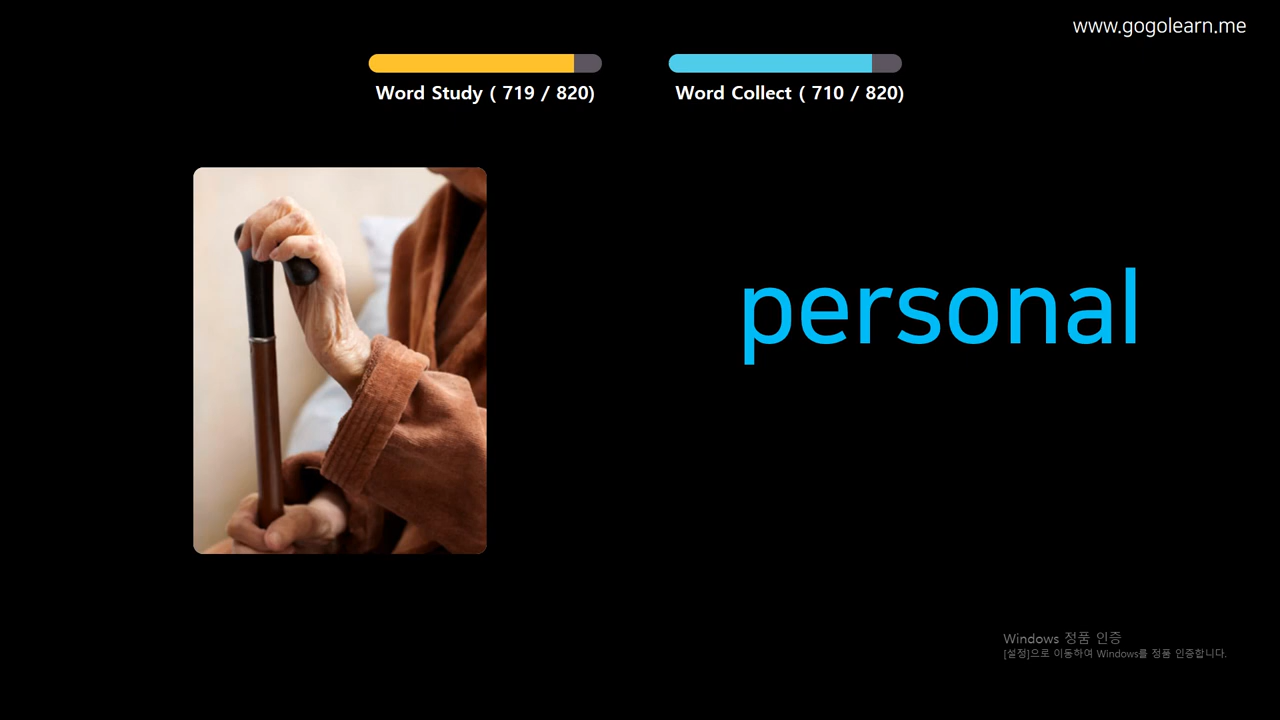 www.gogolearn.me
Word Study ( 719 / 820)
Word Collect ( 710 / 820)
personal
Windows 정품 인증
[설정]으로 이동하여 Windows를 정품 인증합니다.